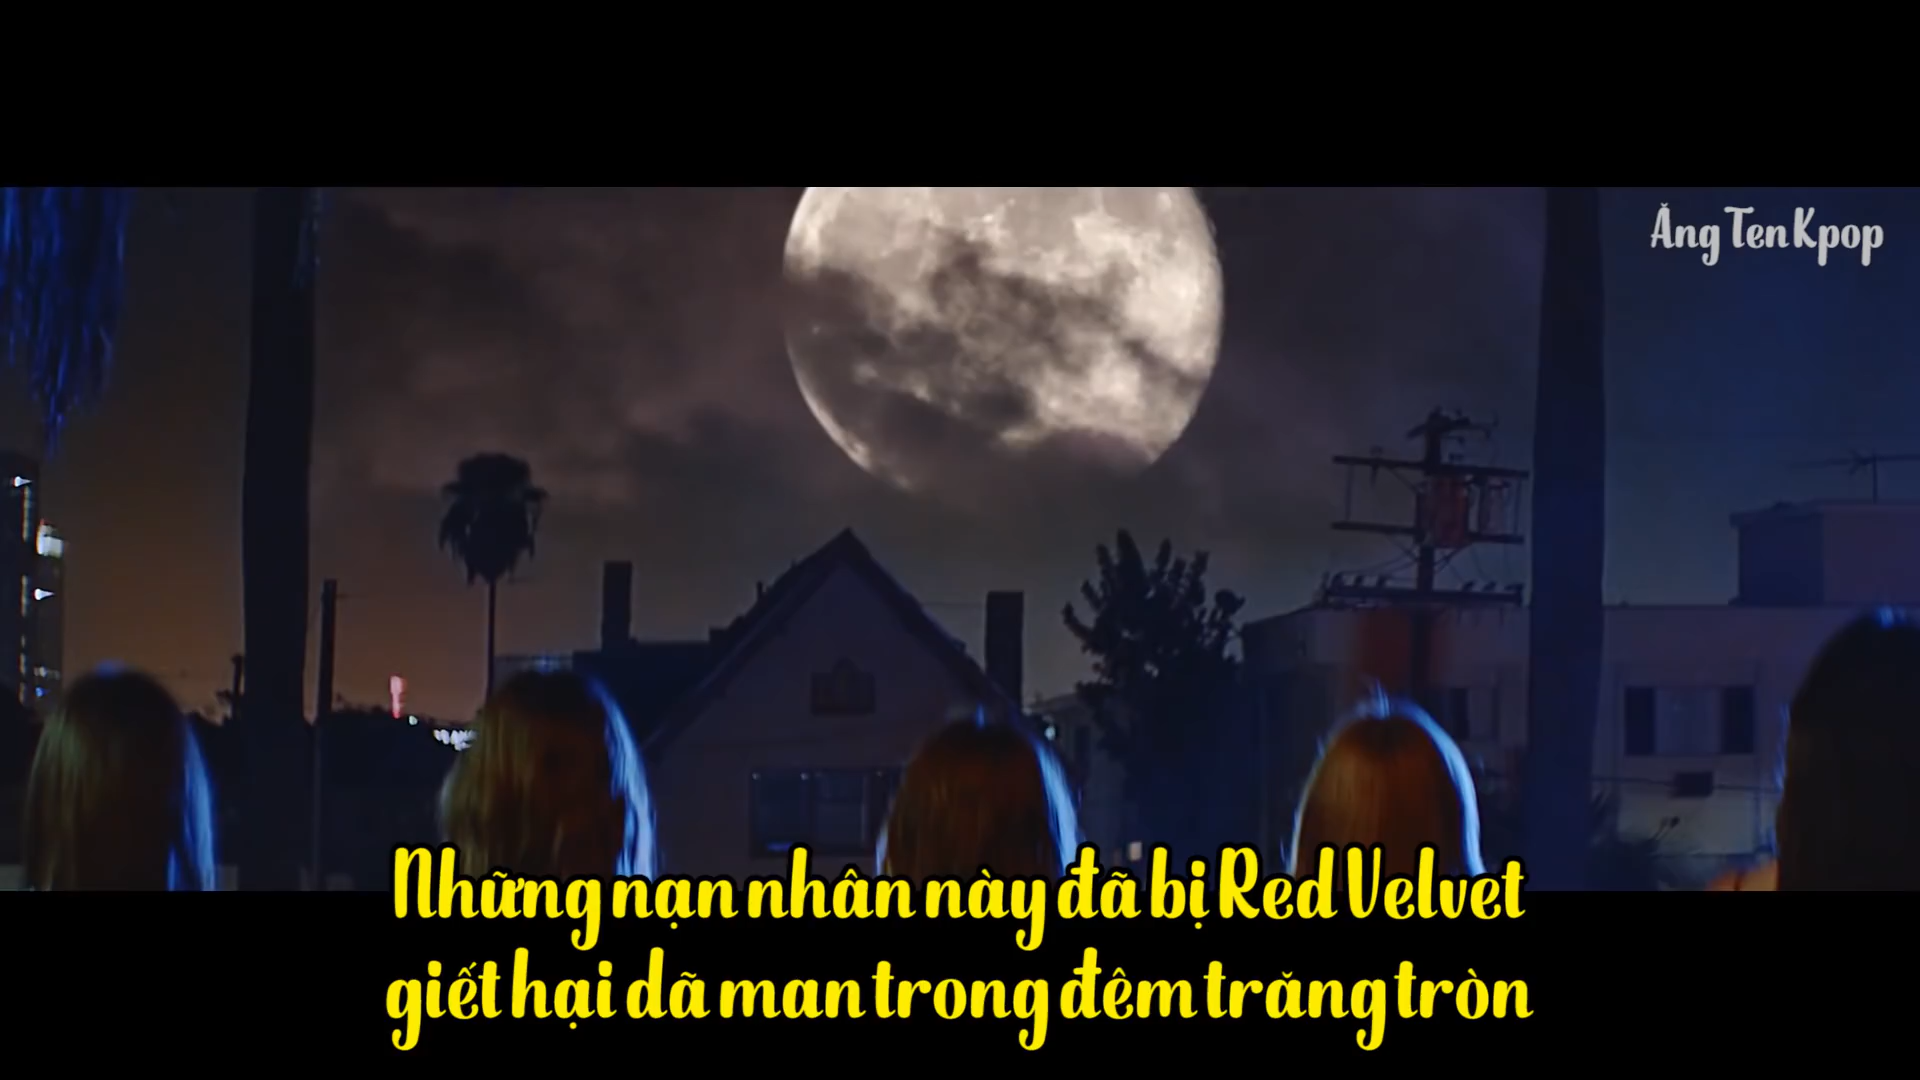 Ăng Ten Kpop
Những nạn nhân này đã bị Red Velvet
giết hại dã man trong đêm trăng tròn